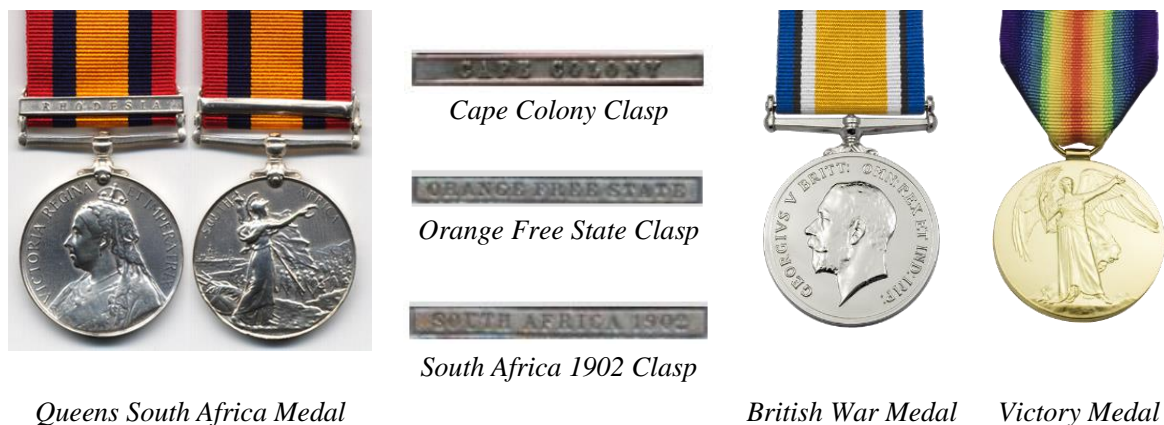 RHODESIA
VICTORIA REGINA ET IMPERATRIX
SOUTH AFRICA
CAPE COLONY
Cape Colony Clasp
ORANGE FREE STATE
Orange Free State Clasp
SOUTH AFRICA 1902
South Africa 1902 Clasp
GEORGIVS V BRITT: OMN:REX ET IND:IMP:
Queens South Africa Medal
British War Medal
Victory Medal